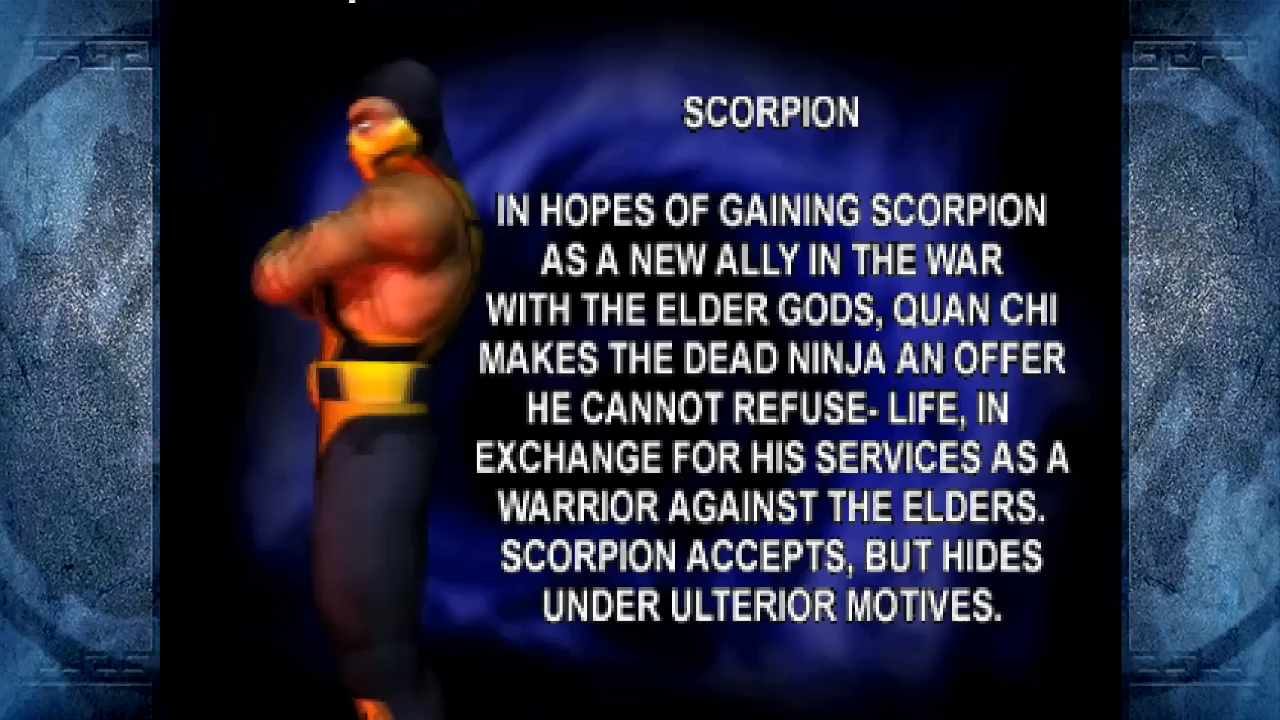 SCORPION
IN HOPES OF GAINING SCORPION
AS A NEW ALLY IN THE WAR
WITH THE ELDER GODS, QUAN CHI
MAKES THE DEAD NINJA AN OFFER
HE CANNOT REFUSE- LIFE, IN
EXCHANGE FOR HIS SERVICES AS A
WARRIOR AGAINST THE ELDERS.
SCORPION ACCEPTS, BUT HIDES
UNDER ULTERIOR MOTIVES.